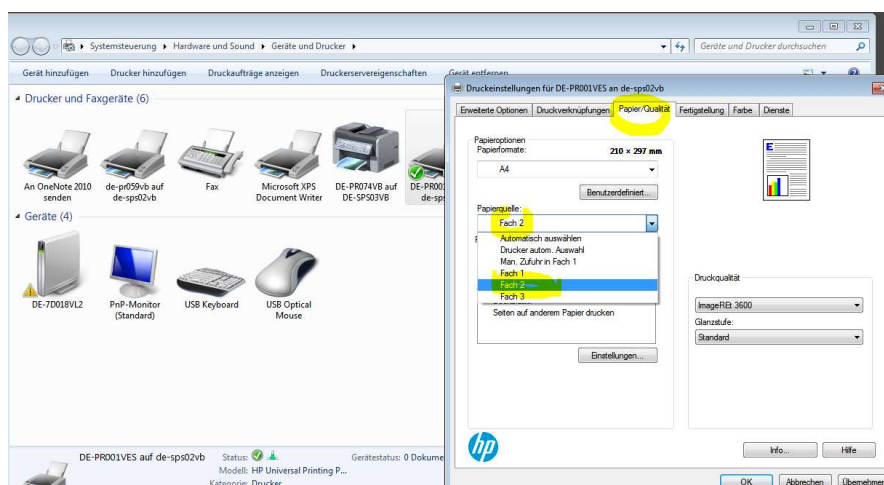 Systemsteuerung ▸ Hardware und Sound ▸ Geräte und Drucker ▸
Geräte und Drucker durchsuchen
Gerät hinzufügen Drucker hinzufügen Druckaufträge anzeigen Druckerservereigenschaften Gerät entfernen
Drucker und Faxgeräte (6)
An OneNote 2010 senden
de-pr059vb auf de-sps02vb
Fax
Microsoft XPS Document Writer
DE-PR074VB auf DE-SPS03VB
DE-PR001
de-sps
Geräte (4)
DE-7D018VL2
PnP-Monitor (Standard)
USB Keyboard
USB Optical Mouse
DE-PR001VES auf de-sps02vb
Status:
Gerätestatus: 0 Dokume
Modell: HP Universal Printing P...
Kategorie: Drucker
Druckeinstellungen für DE-PR001VES an de-sps02vb
Erweiterte Optionen Druckverknüpfungen Papier/Qualität Fertigstellung Farbe Dienste
Papieroptionen
Papierformate: 210 × 297 mm
A4
Benutzerdefiniert...
Papierquelle:
Fach 2
Automatisch auswählen
Drucker autom. Auswahl
Man. Zufuhr in Fach 1
Fach 1
Fach 2
Fach 3
Seiten auf anderem Papier drucken
Einstellungen...
E
Druckqualität
ImageREt 3600
Glanzstufe:
Standard
hp
Info... Hilfe
OK Abbrechen Übernehmen